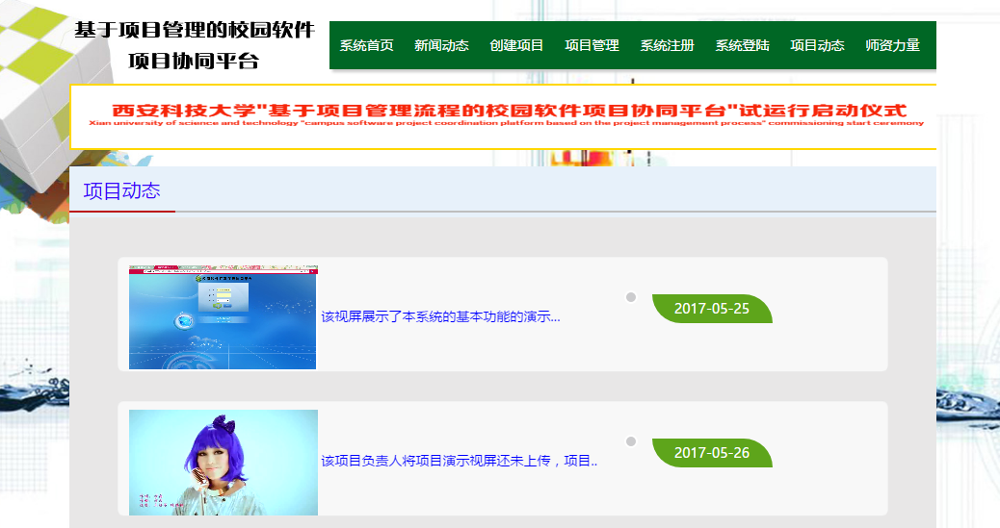 基于项目管理的校园软件
项目协同平台
系统首页 新闻动态 创建项目 项目管理 系统注册 系统登陆 项目动态 师资力量
西安科技大学"基于项目管理流程的校园软件项目协同平台"试运行启动仪式
Xian university of science and technology "campus software project coordination platform based on the project management process" commissioning start ceremony
项目动态
该视屏展示了本系统的基本功能的演示...
2017-05-25
该项目负责人将项目演示视屏还未上传，项目..
2017-05-26